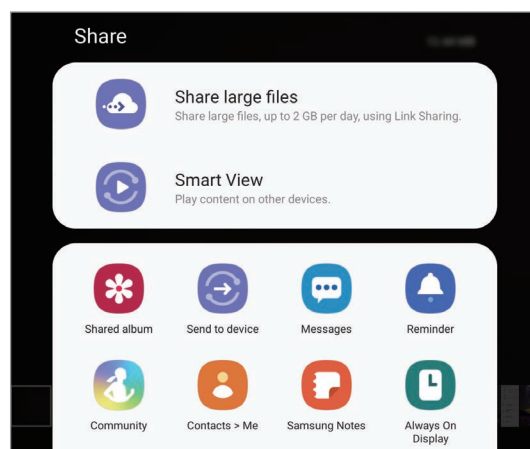 Share
Share large files
Share large files, up to 2 GB per day, using Link Sharing.
Smart View
Play content on other devices.
Shared album
Send to device
Messages
Reminder
Community
Contacts > Me
Samsung Notes
Always On
Display